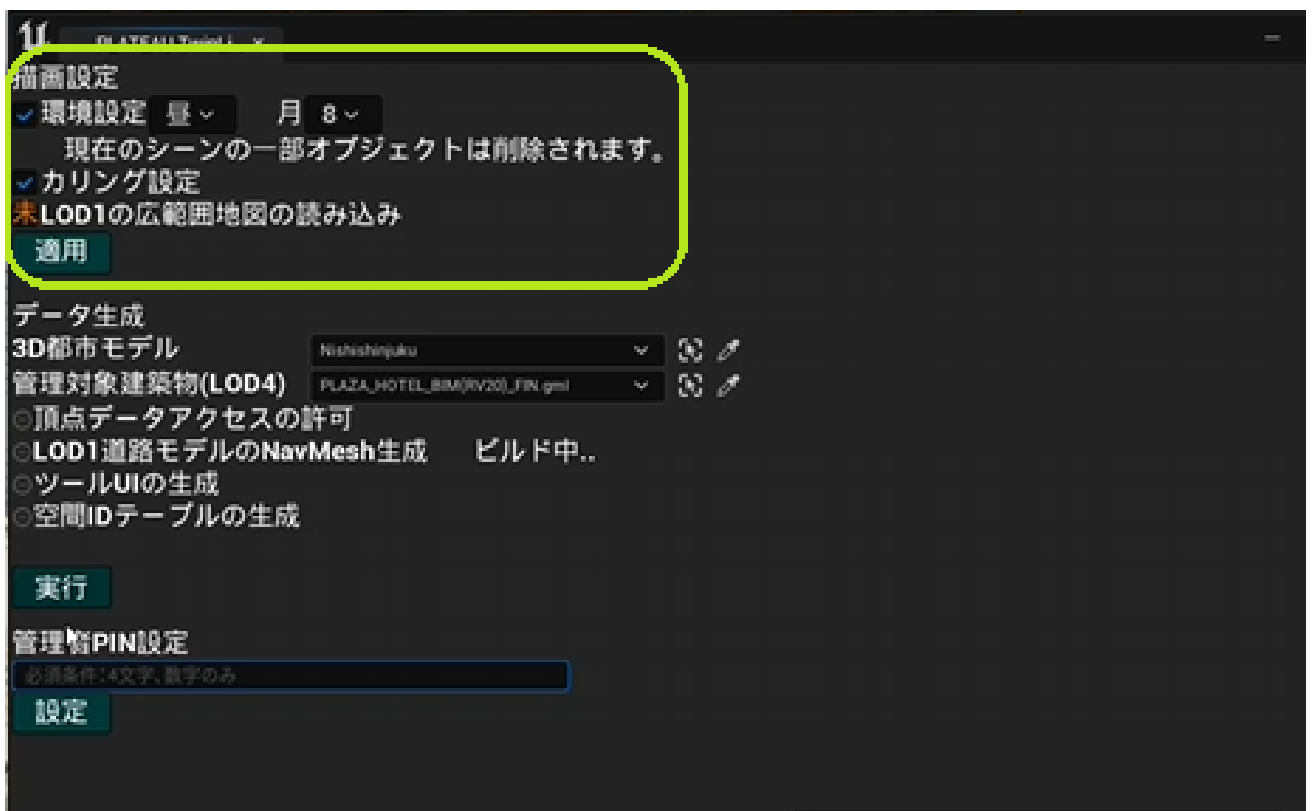 PLATEAU Twinl
描画設定
環境設定 昼 月 8
現在のシーンの一部オブジェクトは削除されます。
カリング設定
未LOD1の広範囲地図の読み込み
適用
データ生成
3D都市モデル Nishishinjuku
管理対象建築物(LOD4) PLAZA_HOTEL_BIM(RV20)_FIN.gml
頂点データアクセスの許可
LOD1道路モデルのNavMesh生成 ビルド中..
ツールUIの生成
空間IDテーブルの生成
実行
管理者PIN設定
必須条件:4文字、数字のみ
設定